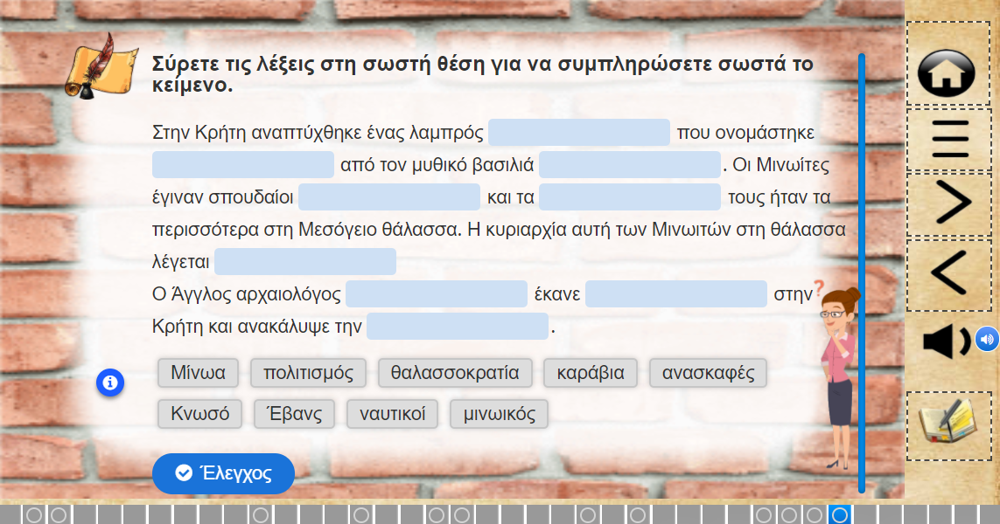 Σύρετε τις λέξεις στη σωστή θέση για να συμπληρώσετε σωστά το
κείμενο.
Στην Κρήτη αναπτύχθηκε ένας λαμπρός που ονομάστηκε
από τον μυθικό βασιλιά . Οι Μινωίτες
έγιναν σπουδαίοι και τα τους ήταν τα
περισσότερα στη Μεσόγειο θάλασσα. Η κυριαρχία αυτή των Μινωιτών στη θάλασσα
λέγεται
Ο Άγγλος αρχαιολόγος έκανε στην
Κρήτη και ανακάλυψε την .
Μίνωα πολιτισμός θαλασσοκρατία καράβια ανασκαφές
Κνωσό Έβανς ναυτικοί μινωικός
Έλεγχος